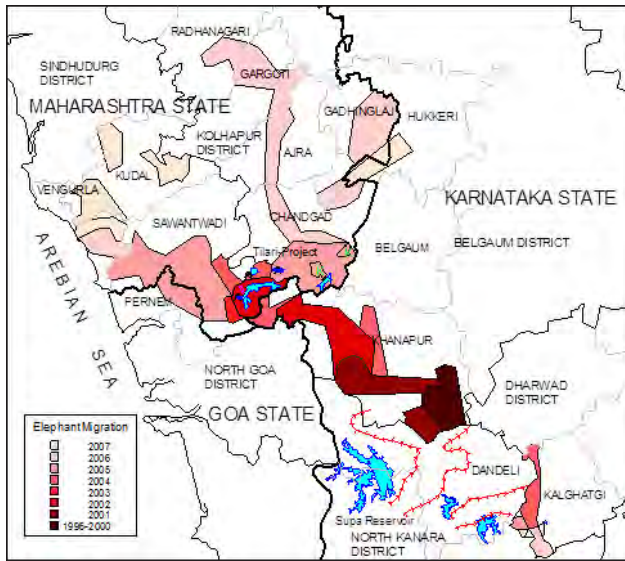 RADHANAGARI
SINDHUDURG
DISTRICT
GARGOTI
MAHARASHTRA STATE
GADHINGLAJ
HUKKERI
KOLHAPUR
DISTRICT
AJRA
KUDAL
VENGURLA
KARNATAKA STATE
SAWANTWADI
CHANDGAD
Tilari-Project
BELGAUM
BELGAUM DISTRICT
AREBIAN SEA
PERNEM
KHANAPUR
NORTH GOA
DISTRICT
DHARWAD
DISTRICT
GOA STATE
Elephant Migration
2007
2006
2005
2004
2003
2002
2001
1996-2000
DANDELI
KALGHATGI
Supa Reservoir
NORTH KANARA
DISTRICT